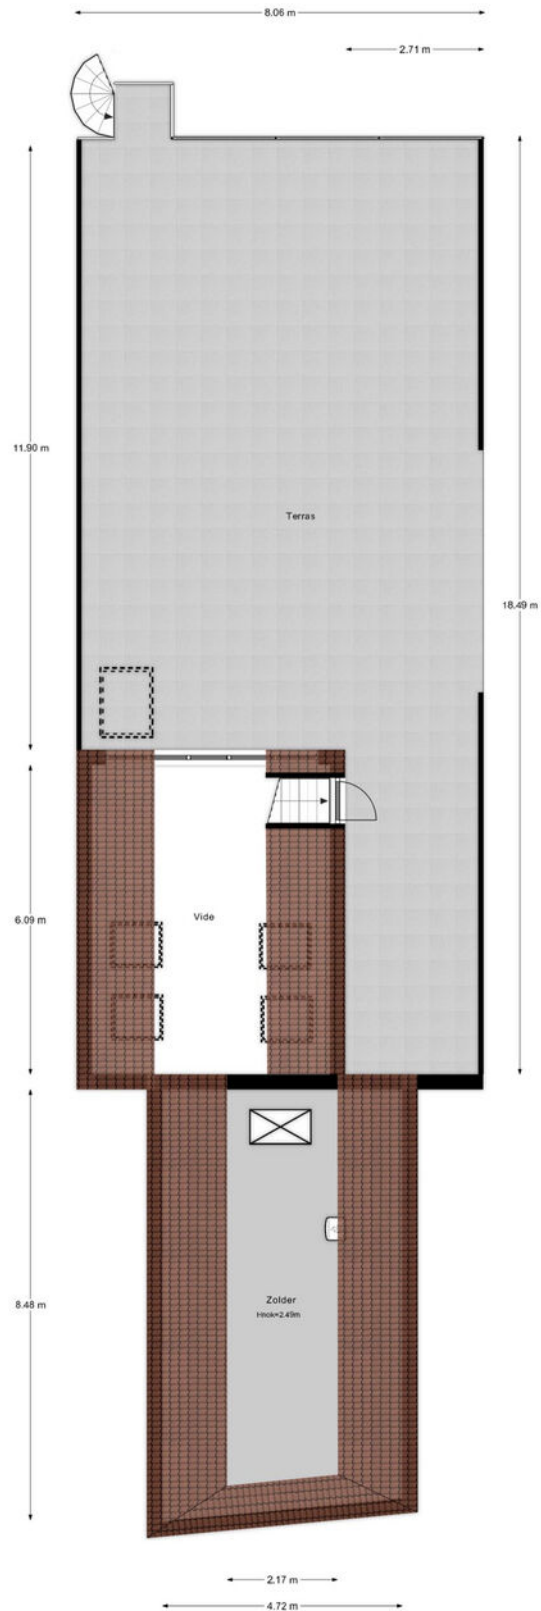 8.06 m
2.71 m
11.90 m
Terras
18.49 m
6.09 m
Vide
8.48 m
Zolder
Hnok=2.49m
2.17 m
4.72 m